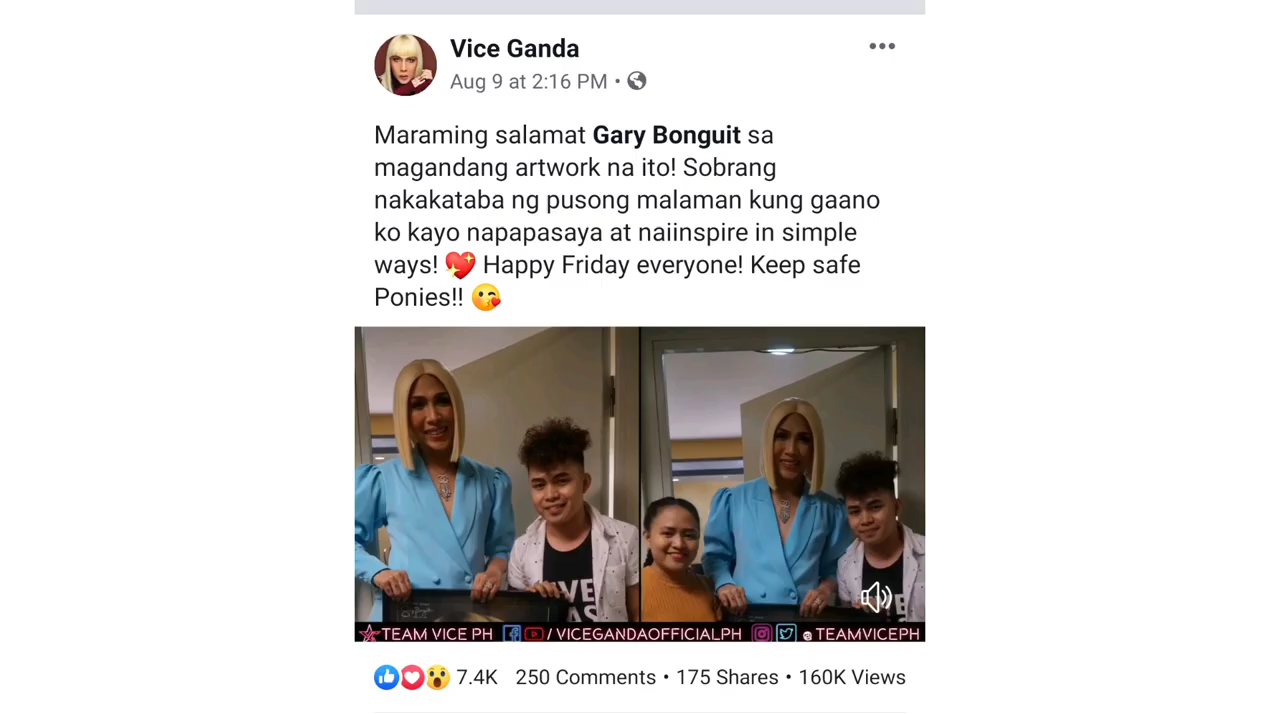 Vice Ganda
Aug 9 at 2:16 PM •
Maraming salamat Gary Bonguit sa
magandang artwork na ito! Sobrang
nakakataba ng pusong malaman kung gaano
ko kayo napapasaya at naiinspire in simple
ways! 💖 Happy Friday everyone! Keep safe
Ponies!! 😘
TEAM VICE PH / VICEGANDAOFFICIALPH @TEAMVICEPH
7.4K 250 Comments • 175 Shares • 160K Views